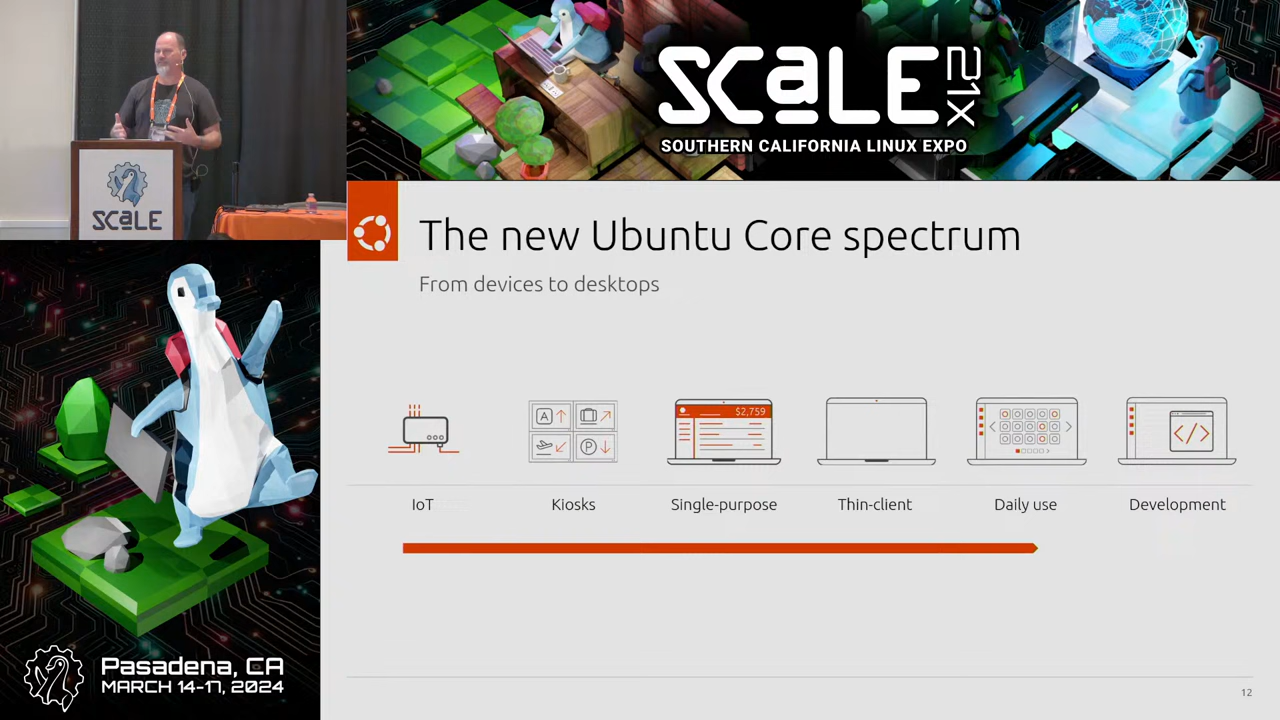 SCALE
SCALE 21x
SOUTHERN CALIFORNIA LINUX EXPO
The new Ubuntu Core spectrum
From devices to desktops
A
P
$2,759
</>
IoT
Kiosks
Single-purpose
Thin-client
Daily use
Development
Pasadena, CA
MARCH 14-17, 2024
12